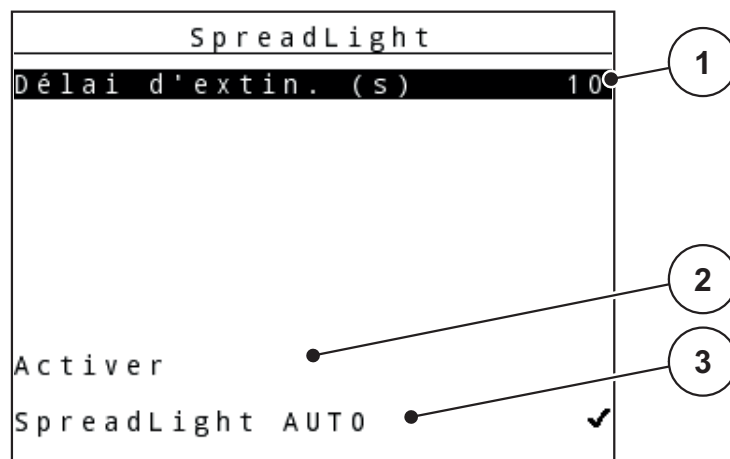 SpreadLight
Délai d'extin. (s) 10
1
2
Activer
3
SpreadLight AUTO ✔